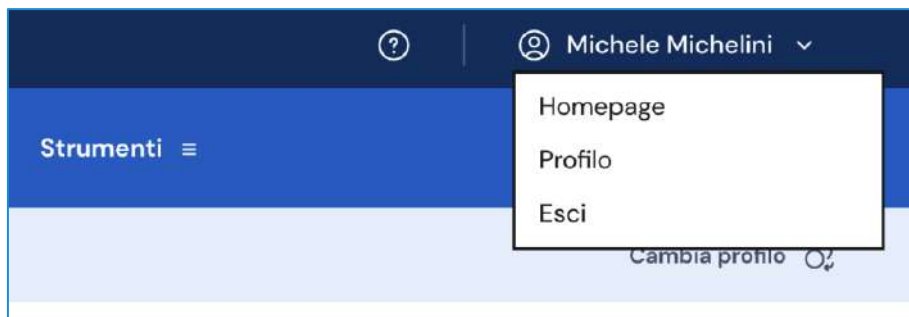 Michele Michelini
Homepage
Strumenti
Profilo
Esci
Cambia profilo